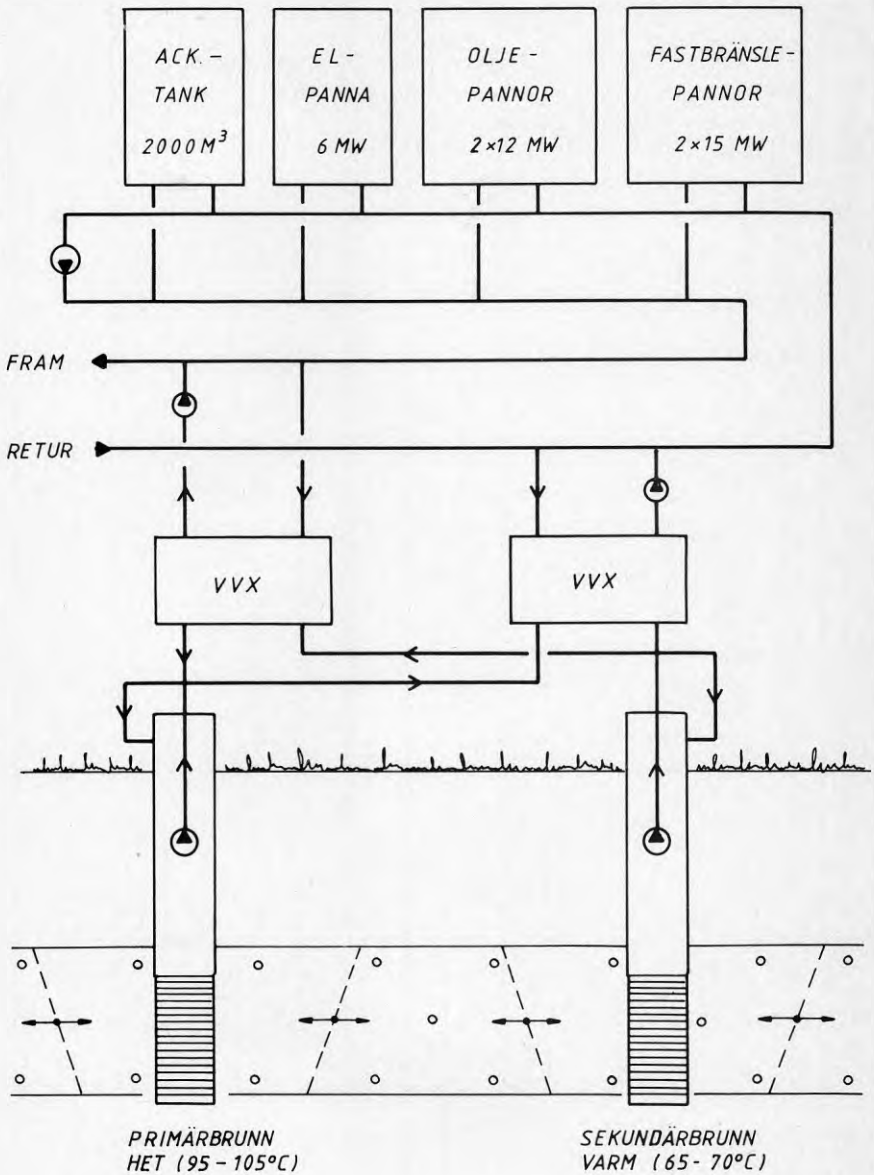 ACK.-
TANK
2000 M³
EL-
PANNA
6 MW
OLJE-
PANNOR
2×12 MW
FASTBRÄNSLE-
PANNOR
2×15 MW
FRAM
RETUR
VVX
VVX
PRIMÄRBRUNN
HET (95-105°C)
SEKUNDÄRBRUNN
VARM (65-70°C)